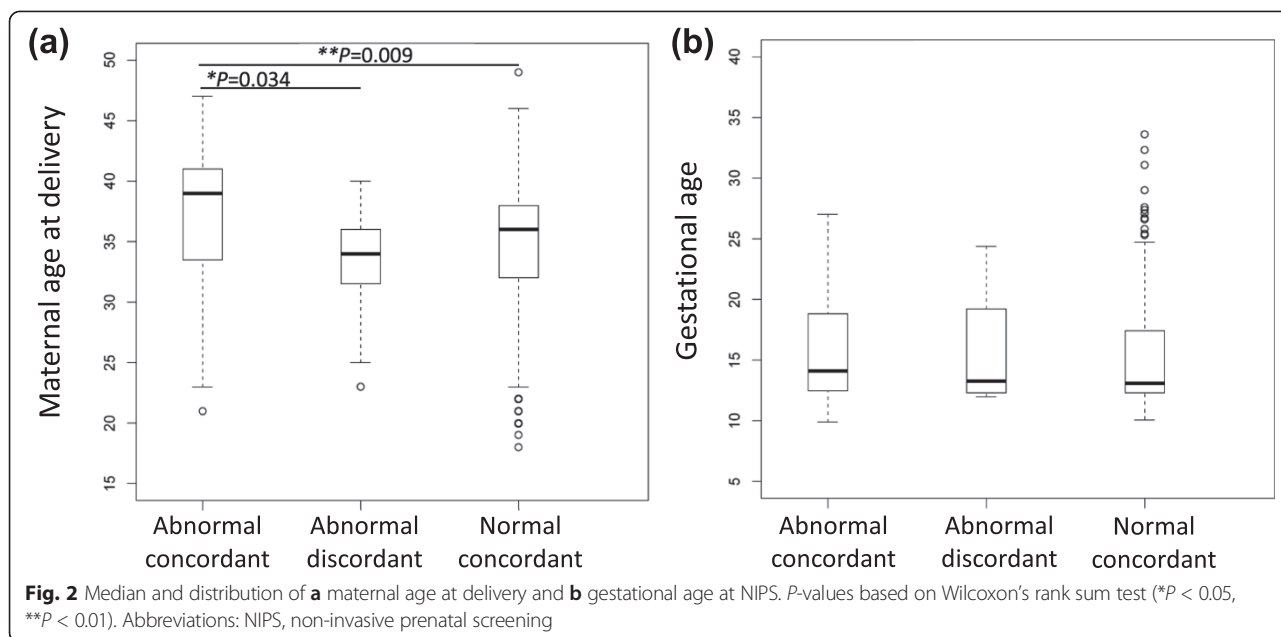 (a)
**P=0.009
*P=0.034
Maternal age at delivery
50
45
40
35
30
25
20
15
Abnormal concordant
Abnormal discordant
Normal concordant
(b)
Gestational age
40
35
30
25
20
15
10
5
Abnormal concordant
Abnormal discordant
Normal concordant
Fig. 2 Median and distribution of a maternal age at delivery and b gestational age at NIPS. P-values based on Wilcoxon's rank sum test (*P < 0.05,
**P < 0.01). Abbreviations: NIPS, non-invasive prenatal screening